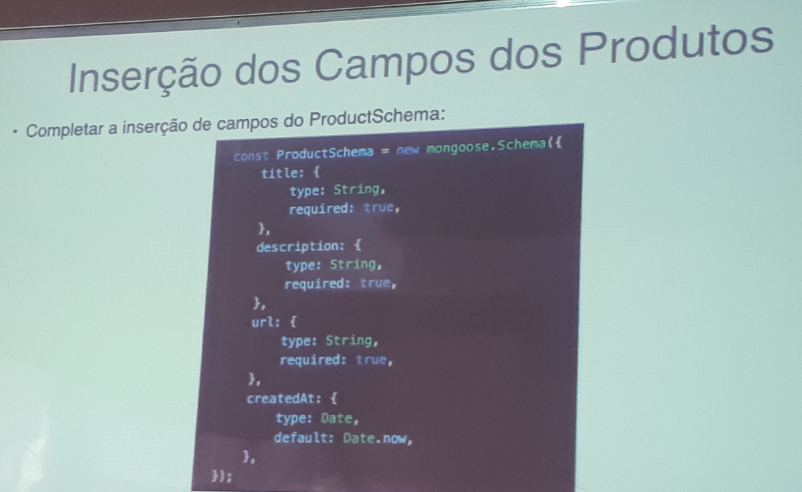 Inserção dos Campos dos Produtos
• Completar a inserção de campos do ProductSchema:
const ProductSchema = new mongoose.Schema({
title: {
type: String,
required: true,
},
description: {
type: String,
required: true,
},
url: {
type: String,
required: true,
},
createdAt: {
type: Date,
default: Date.now,
},
});